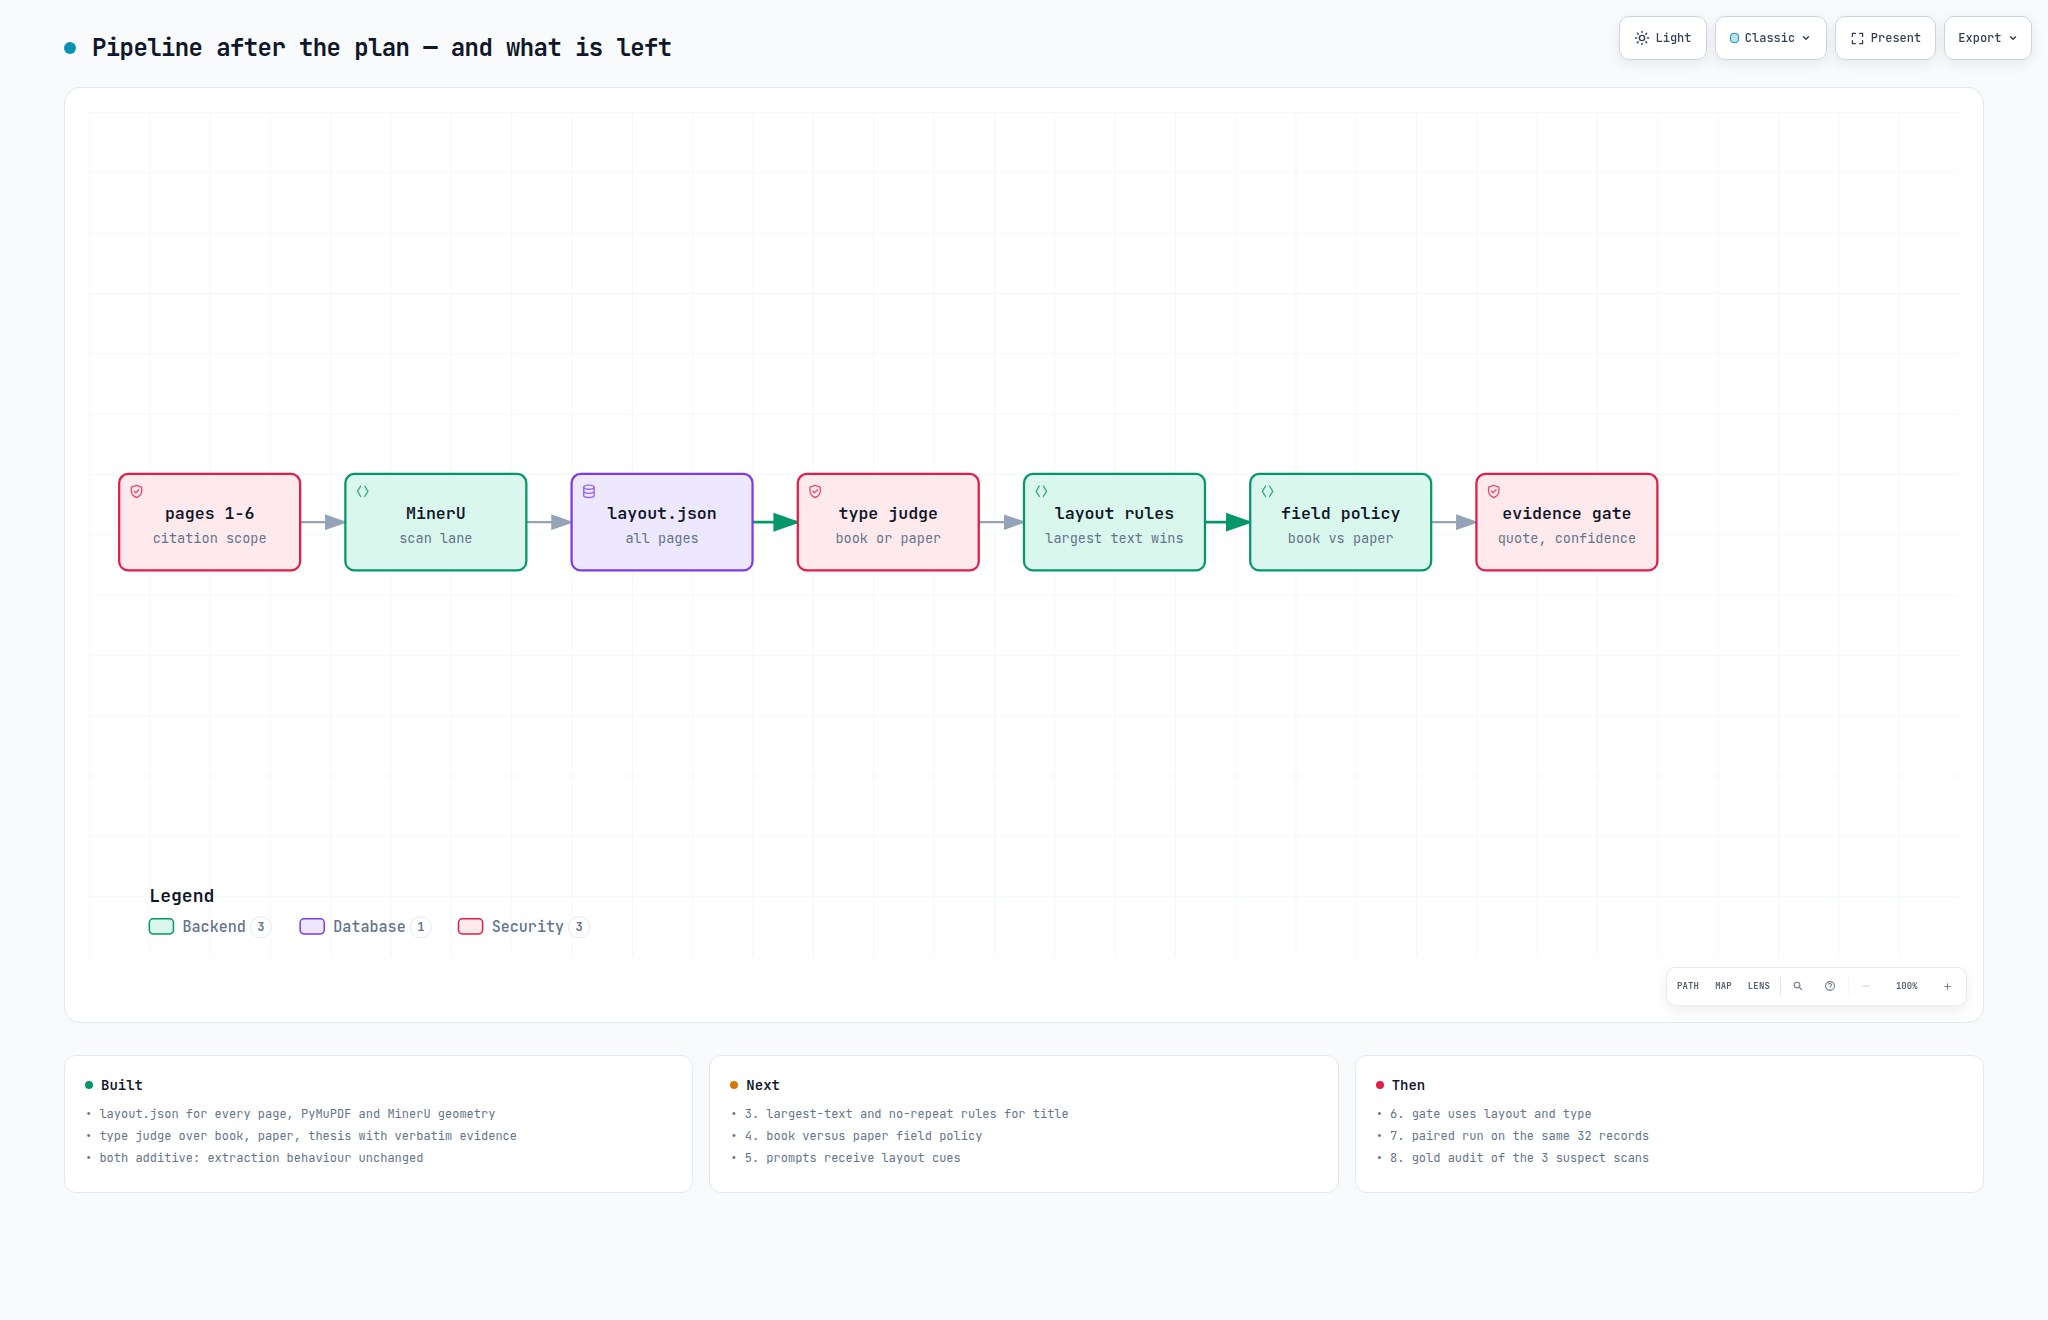 Pipeline after the plan — and what is left
Light
Classic
Present
Export
pages 1-6
citation scope
MinerU
scan lane
layout.json
all pages
type judge
book or paper
layout rules
largest text wins
field policy
book vs paper
evidence gate
quote, confidence
Legend
Backend 3
Database 1
Security 3
PATH MAP LENS − 100% +
Built
• layout.json for every page, PyMuPDF and MinerU geometry
• type judge over book, paper, thesis with verbatim evidence
• both additive: extraction behaviour unchanged
Next
• 3. largest-text and no-repeat rules for title
• 4. book versus paper field policy
• 5. prompts receive layout cues
Then
• 6. gate uses layout and type
• 7. paired run on the same 32 records
• 8. gold audit of the 3 suspect scans